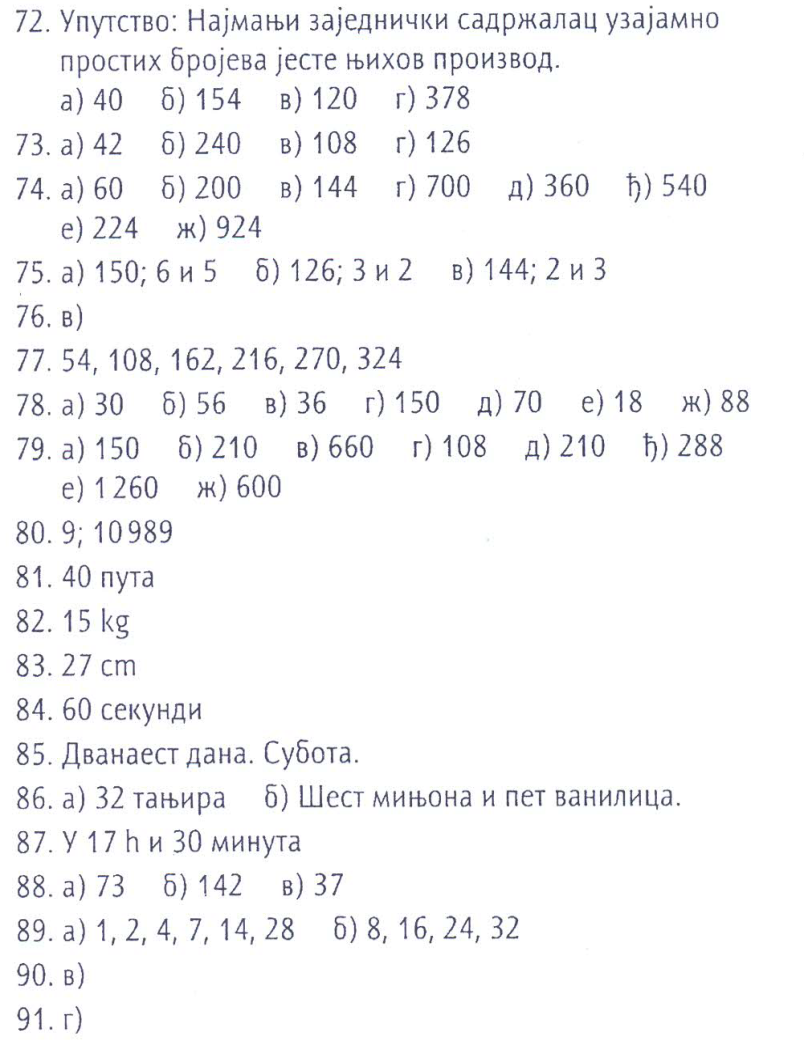 72. Упутство: Најмањи заједнички садржалац узајамно
простих бројева јесте њихов производ.
а) 40 б) 154 в) 120 г) 378
73. а) 42 б) 240 в) 108 г) 126
74. а) 60 б) 200 в) 144 г) 700 д) 360 ђ) 540
е) 224 ж) 924
75. а) 150; 6 и 5 б) 126; 3 и 2 в) 144; 2 и 3
76. в)
77. 54, 108, 162, 216, 270, 324
78. а) 30 б) 56 в) 36 г) 150 д) 70 е) 18 ж) 88
79. а) 150 б) 210 в) 660 г) 108 д) 210 ђ) 288
е) 1 260 ж) 600
80. 9; 10 989
81. 40 пута
82. 15 kg
83. 27 cm
84. 60 секунди
85. Дванаест дана. Субота.
86. а) 32 тањира б) Шест мињона и пет ванилица.
87. У 17 h и 30 минута
88. а) 73 б) 142 в) 37
89. а) 1, 2, 4, 7, 14, 28 б) 8, 16, 24, 32
90. в)
91. г)